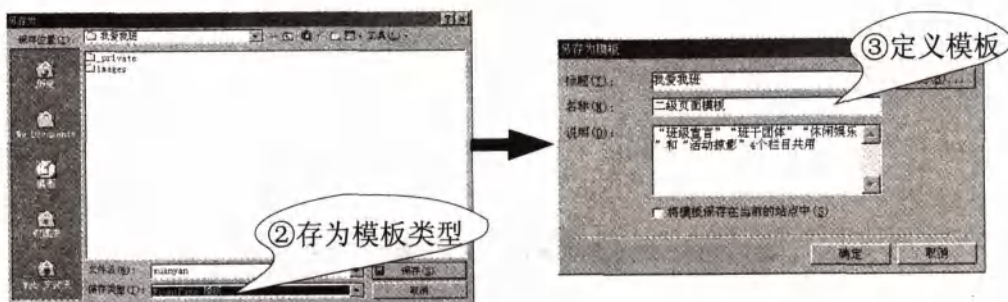 另存为
保存位置(I):
我爱我班
工具(L)
_private
images
历史
My Documents
桌面
收藏夹
②存为模板类型
文件名(N):
xuanyan
保存(S)
保存类型(T):
取消
另存为模板
③定义模板
标题(T):
我爱我班
名称(N):
二级页面模板
说明(D):
“班级宣言”“班干团体”“休闲娱乐
”和“活动掠影”4个栏目共用
将模板保存在当前的站点中(S)
确定
取消